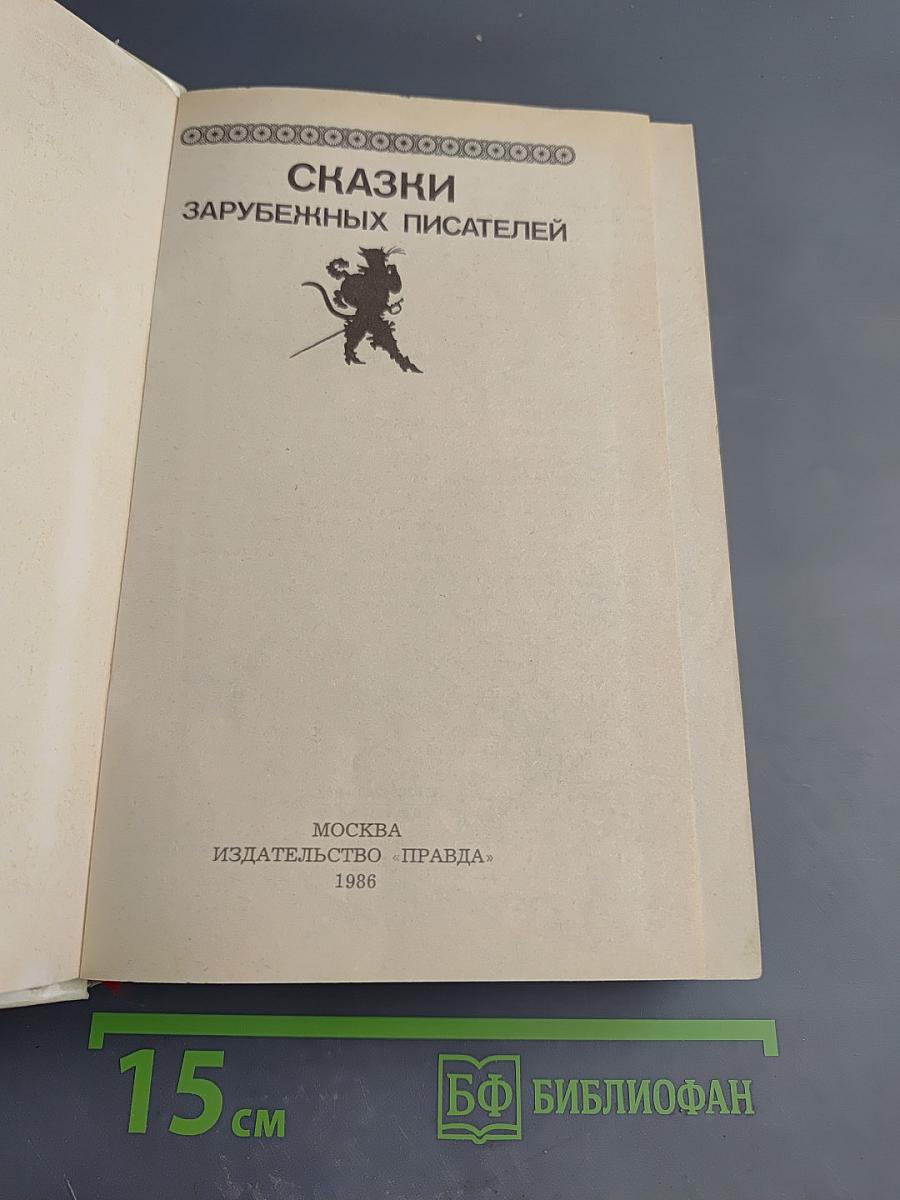 СКАЗКИ
ЗАРУБЕЖНЫХ ПИСАТЕЛЕЙ
МОСКВА
ИЗДАТЕЛЬСТВО «ПРАВДА»
1986
15 см
БФ БИБЛИОФАН